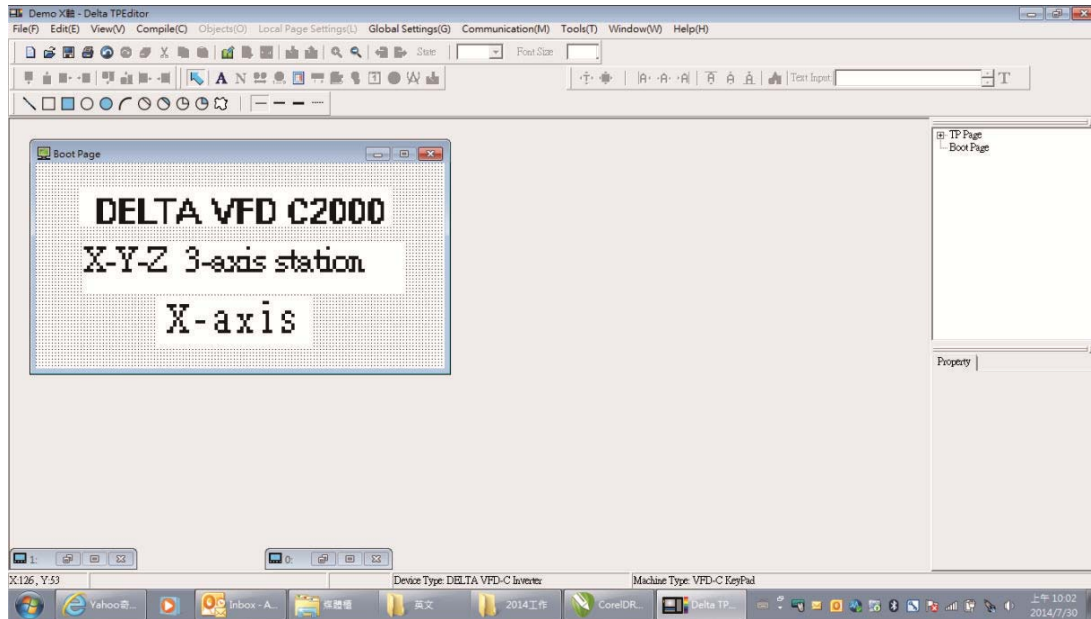 Demo X軸 - Delta TPEditor
File(F) Edit(E) View(V) Compile(C) Objects(O) Local Page Settings(L) Global Settings(G) Communication(M) Tools(T) Window(W) Help(H)
State Font Size
Text Input
Boot Page
DELTA VFD C2000
X-Y-Z 3-axis station
X-axis
TP Page
Boot Page
Property
1:
0:
X:126, Y:53
Device Type: DELTA VFD-C Inverter
Machine Type: VFD-C KeyPad
Yahoo奇...
Inbox - A...
媒體櫃
英文
2014工作
CorelDR...
Delta TP...
上午 10:02
2014/7/30